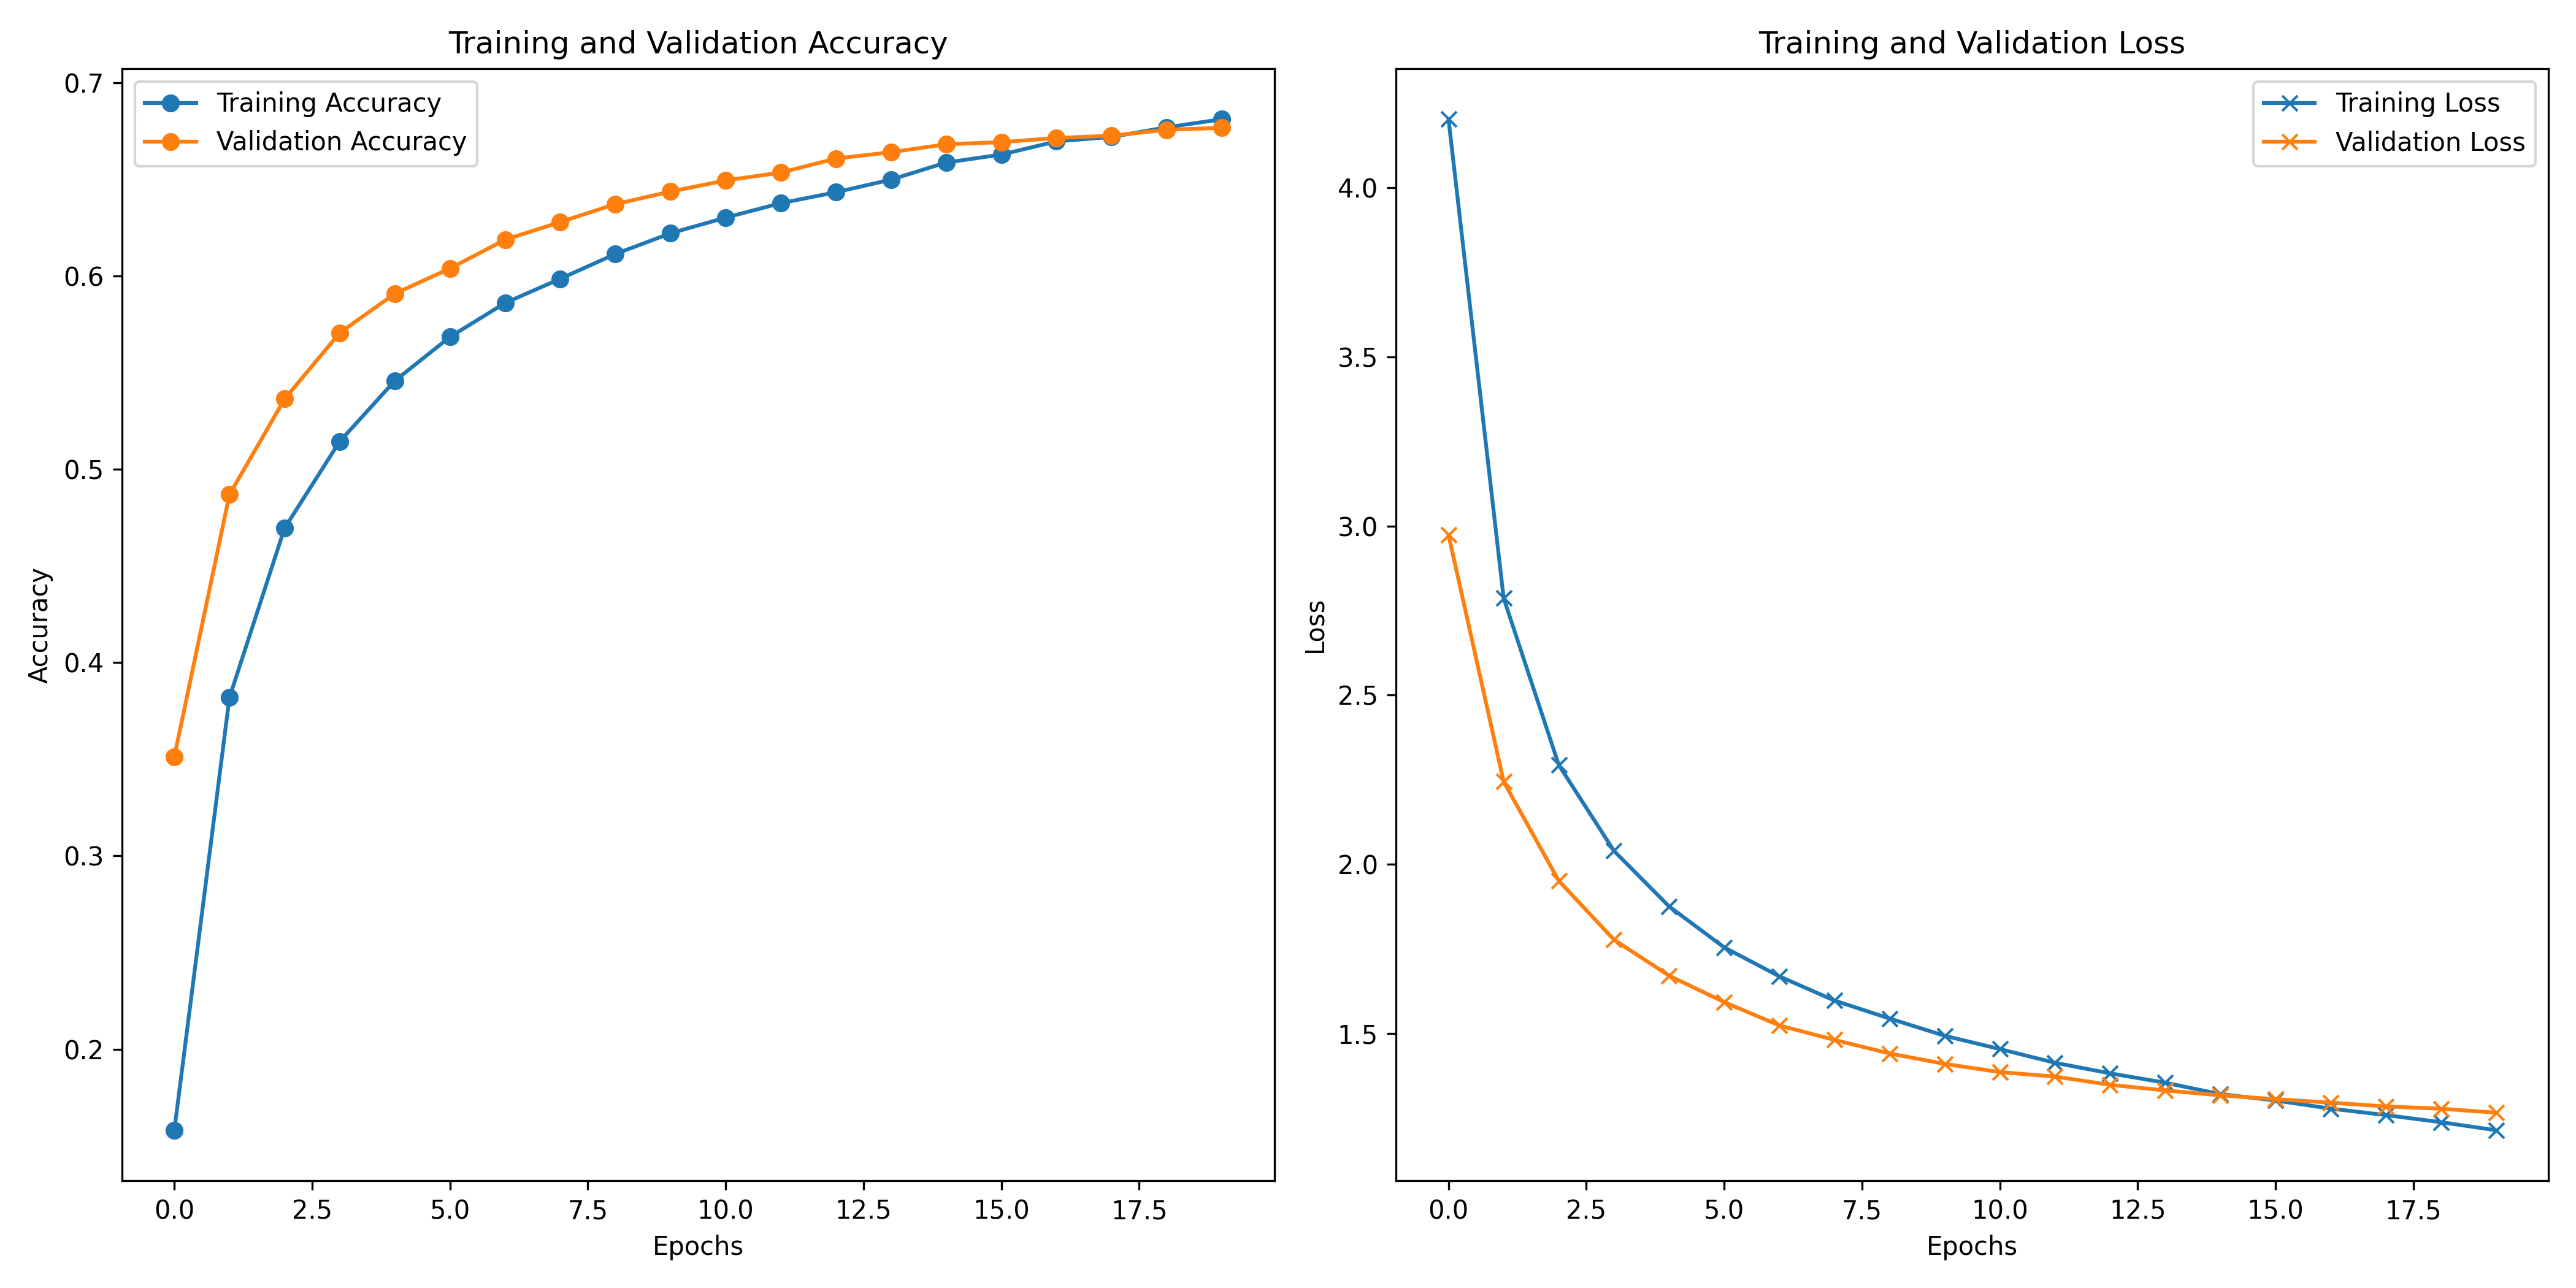 Training and Validation Accuracy
Training Accuracy
Validation Accuracy
0.7
0.6
0.5
0.4
0.3
0.2
Accuracy
0.0 2.5 5.0 7.5 10.0 12.5 15.0 17.5
Epochs
Training and Validation Loss
Training Loss
Validation Loss
4.0
3.5
3.0
2.5
2.0
1.5
Loss
0.0 2.5 5.0 7.5 10.0 12.5 15.0 17.5
Epochs